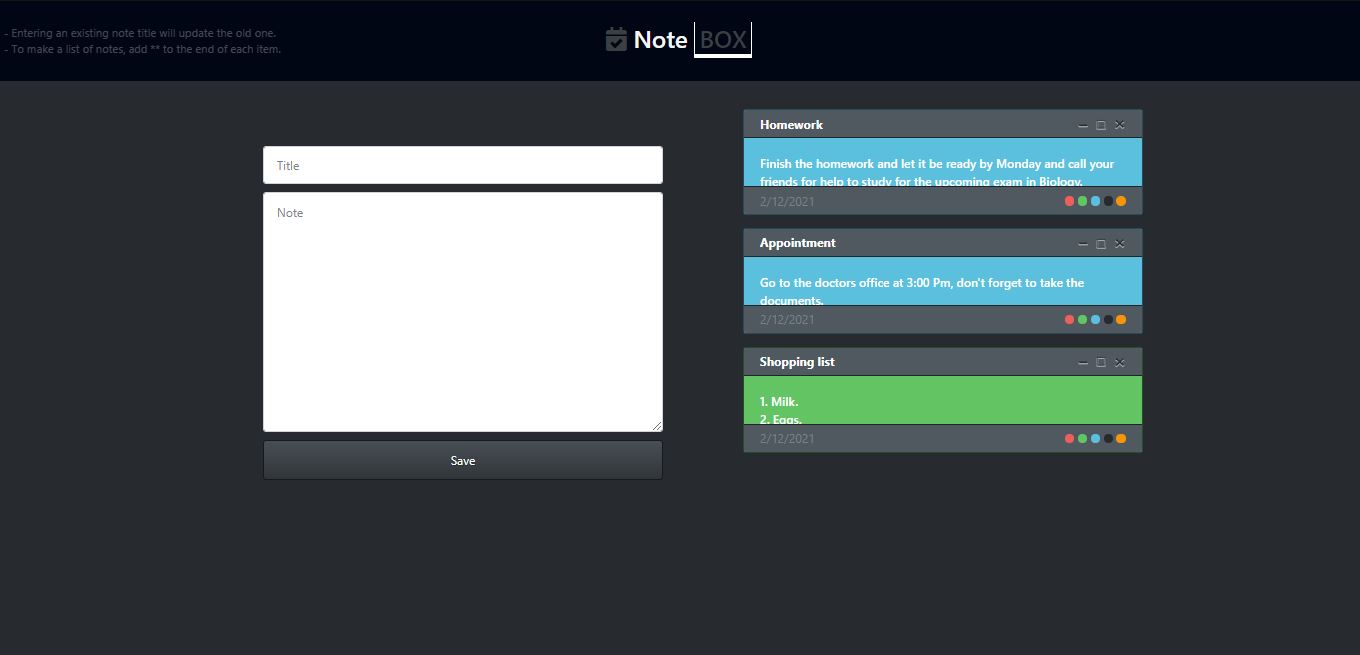 - Entering an existing note title will update the old one.
- To make a list of notes, add ** to the end of each item.
Note BOX
Title
Note
Save
Homework
Finish the homework and let it be ready by Monday and call your
friends for help to study for the upcoming exam in Biology.
2/12/2021
Appointment
Go to the doctors office at 3:00 Pm, don't forget to take the
documents.
2/12/2021
Shopping list
1. Milk.
2. Eggs.
2/12/2021